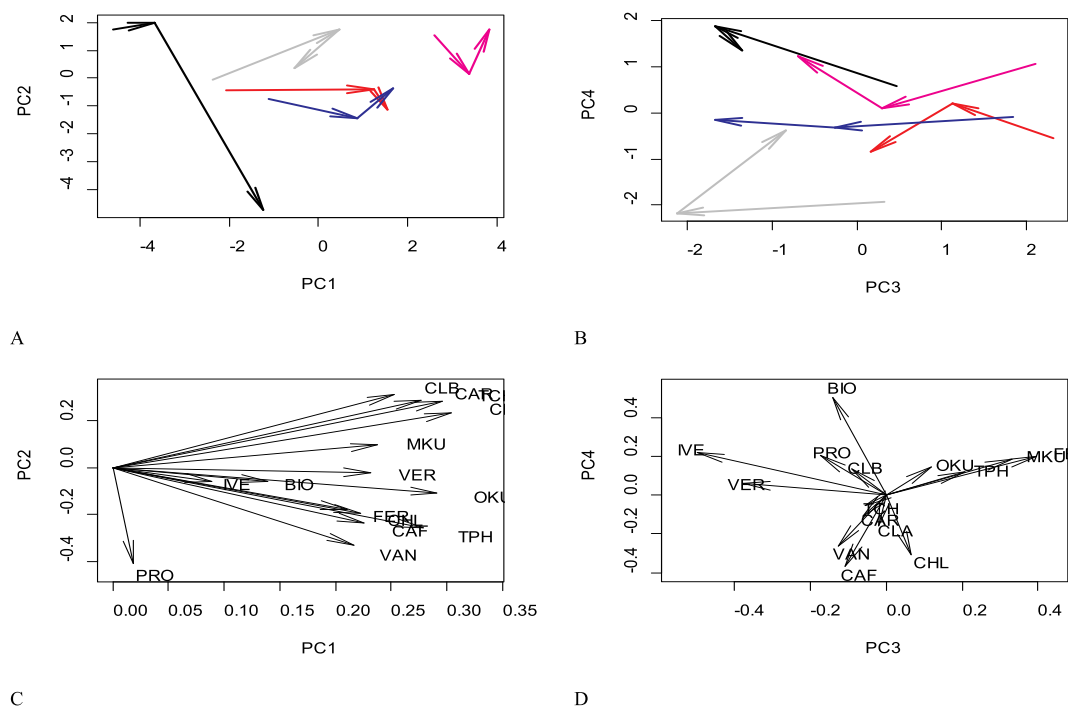 2
1
0
-1
-2
-3
-4
PC2
-4
-2
0
2
4
PC1
A
4
2
0
-1
-2
PC4
-2
-1
0
1
2
PC3
B
0.2
0.0
-0.2
-0.4
PC2
CLB
CAR
MKU
VER
IVE
BIO
OKU
FER
CAF
TPH
VAN
PRO
0.00
0.05
0.10
0.15
0.20
0.25
0.30
0.35
PC1
C
0.4
0.2
0.0
-0.2
-0.4
PC4
BIO
IVE
PRO
CLB
OKU
TPH
MKU
VER
TCH
CAR
CLA
VAN
CHL
CAF
-0.4
-0.2
0.0
0.2
0.4
PC3
D